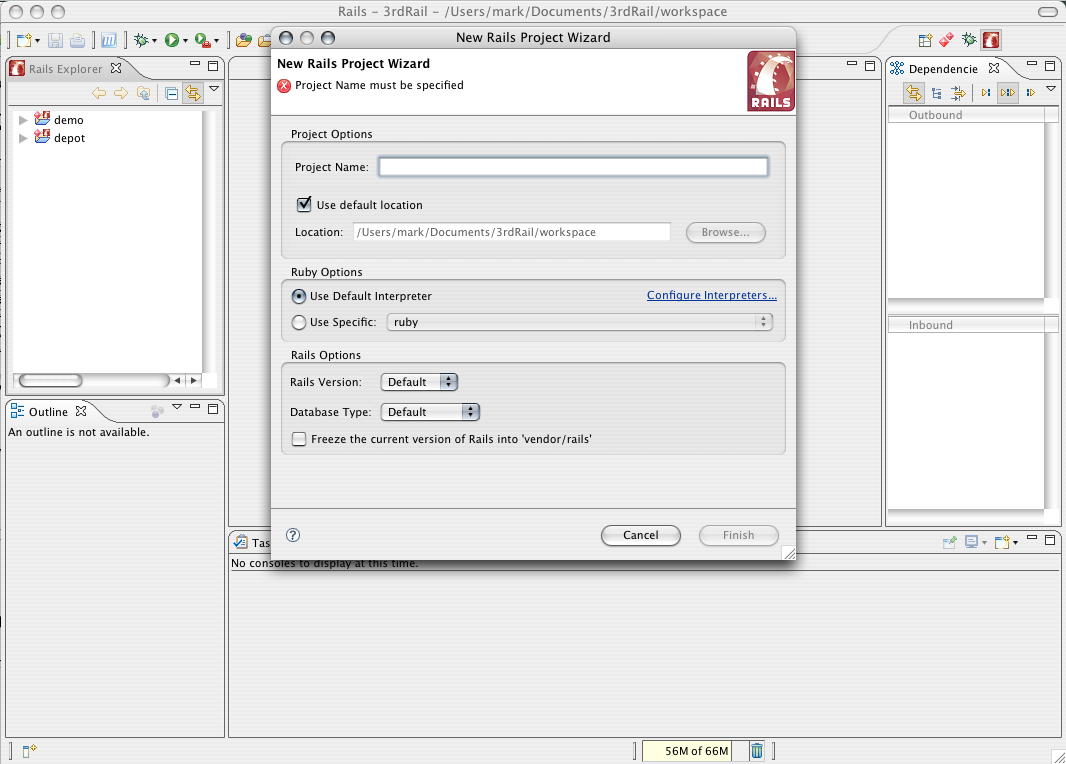 Rails - 3rdRail - /Users/mark/Documents/3rdRail/workspace
Rails Explorer
demo
depot
Outline
An outline is not available.
New Rails Project Wizard
New Rails Project Wizard
Project Name must be specified
RAILS
Project Options
Project Name:
Use default location
Location: /Users/mark/Documents/3rdRail/workspace Browse...
Ruby Options
Use Default Interpreter Configure Interpreters...
Use Specific: ruby
Rails Options
Rails Version: Default
Database Type: Default
Freeze the current version of Rails into 'vendor/rails'
? Cancel Finish
Dependencie
Outbound
Inbound
Tas
No consoles to display at this time.
56M of 66M